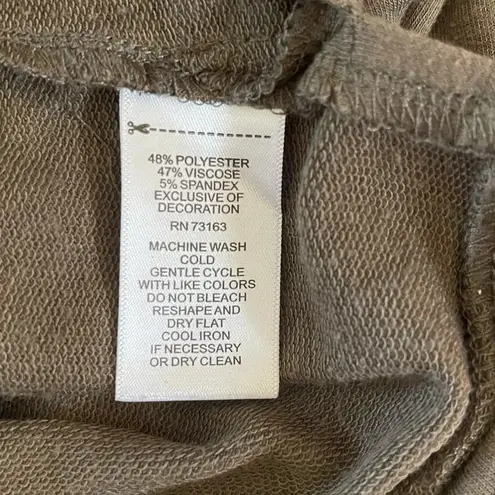 48% POLYESTER
47% VISCOSE
5% SPANDEX
EXCLUSIVE OF
DECORATION
RN 73163
MACHINE WASH
COLD
GENTLE CYCLE
WITH LIKE COLORS
DO NOT BLEACH
RESHAPE AND
DRY FLAT
COOL IRON
IF NECESSARY
OR DRY CLEAN